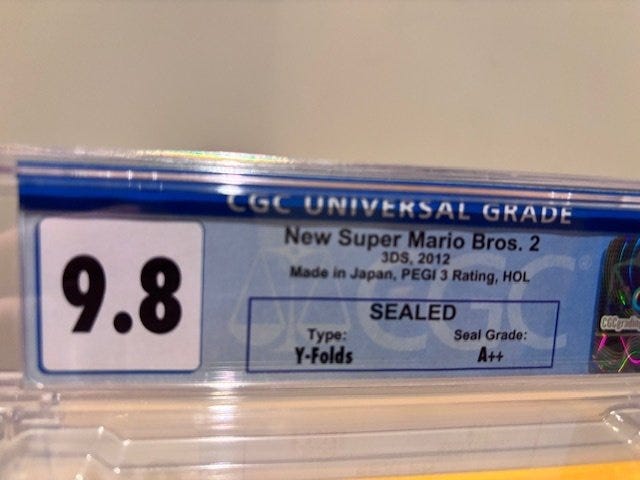 CGC UNIVERSAL GRADE
9.8
New Super Mario Bros. 2
3DS, 2012
Made in Japan, PEGI 3 Rating, HOL
SEALED
Type: Seal Grade:
Y-Folds A++
CGC